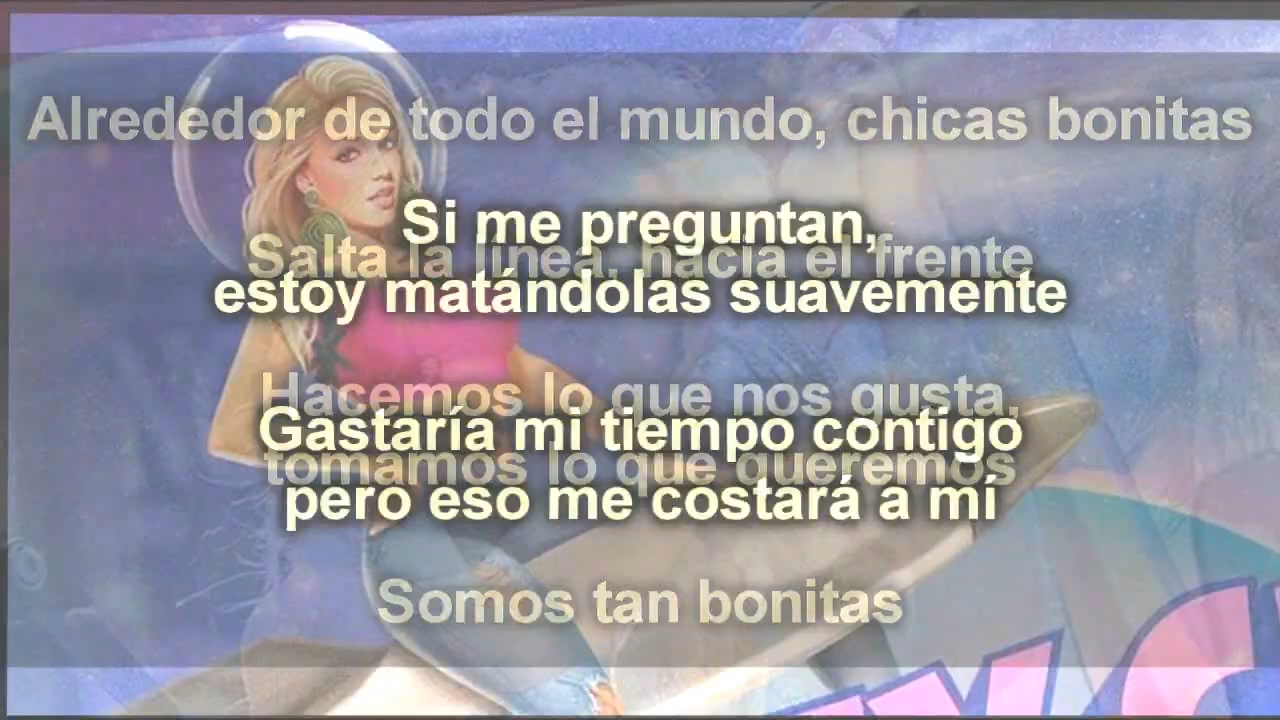 Alrededor de todo el mundo, chicas bonitas
Si me preguntan,
Salta la línea, hacia el frente
estoy matándolas suavemente
Hacemos lo que nos gusta,
Gastaría mi tiempo contigo
tomamos lo que queremos
pero eso me costará a mí
Somos tan bonitas